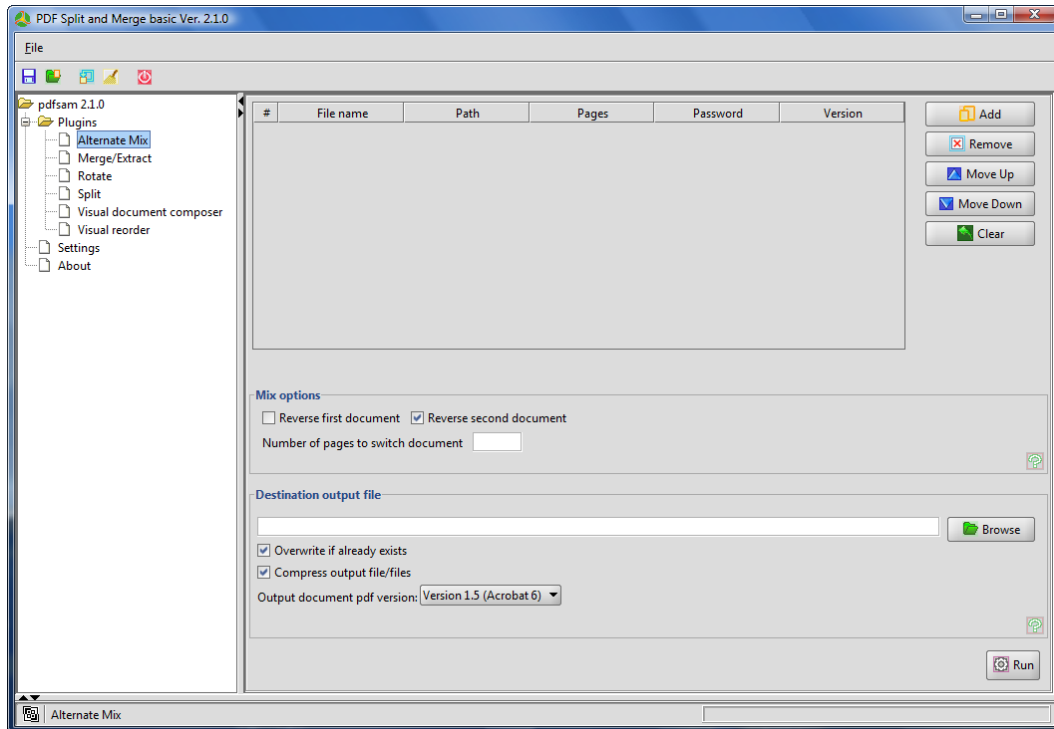 PDF Split and Merge basic Ver. 2.1.0
File
pdfsam 2.1.0
Plugins
Alternate Mix
Merge/Extract
Rotate
Split
Visual document composer
Visual reorder
Settings
About
# File name Path Pages Password Version
Add
Remove
Move Up
Move Down
Clear
Mix options
Reverse first document Reverse second document
Number of pages to switch document
Destination output file
Browse
Overwrite if already exists
Compress output file/files
Output document pdf version: Version 1.5 (Acrobat 6)
Run
Alternate Mix